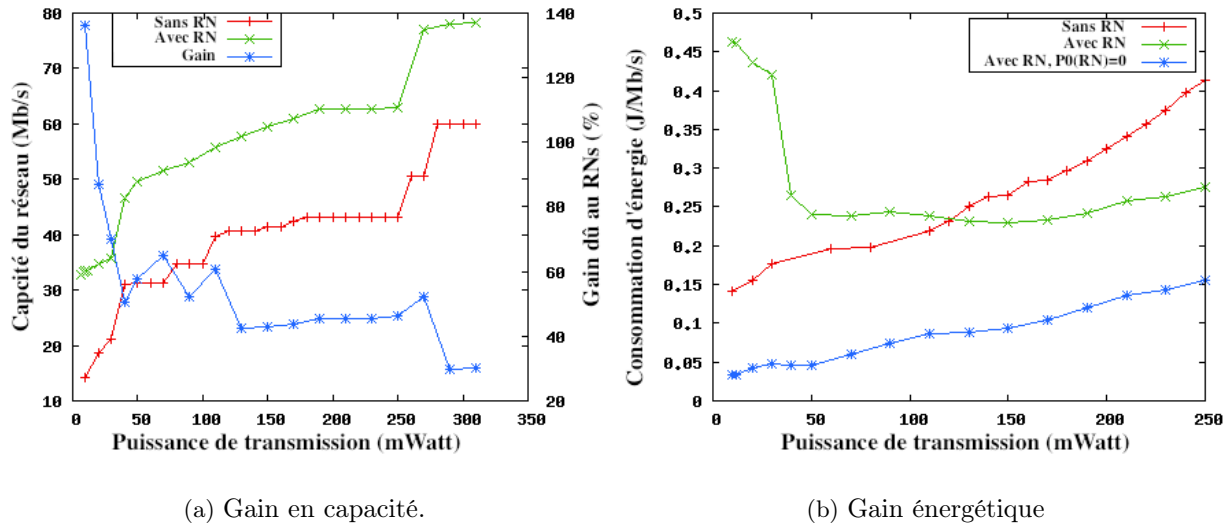 Capcité du réseau (Mb/s)
80
70
60
50
40
30
20
10
Sans RN
Avec RN
Gain
140
120
100
80
60
40
20
Gain dû au RNs (%)
0 50 100 150 200 250 300 350
Puissance de transmission (mWatt)
(a) Gain en capacité.
Consommation d'énergie (J/Mb/s)
0.5
0.45
0.4
0.35
0.3
0.25
0.2
0.15
0.1
0.05
0
Sans RN
Avec RN
Avec RN, P0(RN)=0
0 50 100 150 200 250
Puissance de transmission (mWatt)
(b) Gain énergétique